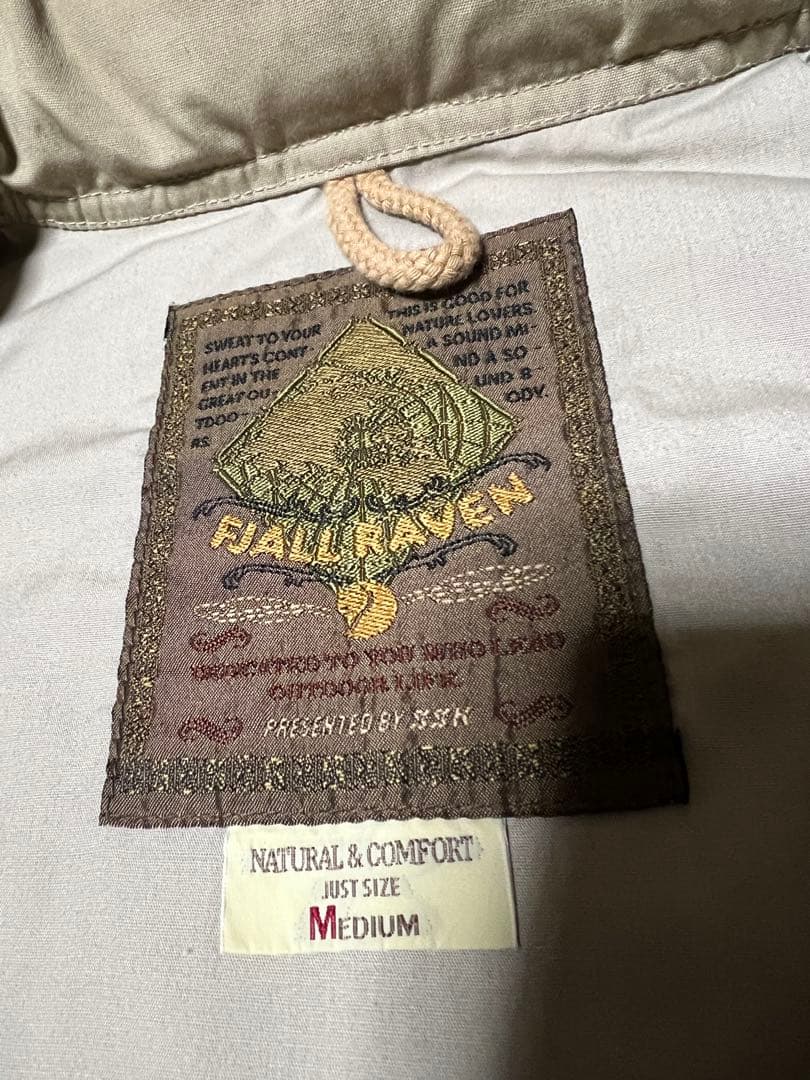 SWEAT TO YOUR
HEART'S CONT-
ENT IN THE
GREAT OU-
TDOO-
RS.
THIS IS GOOD FOR
NATURE LOVERS
A SOUND MI-
ND A SO-
UND B-
ODY.
FJALL RAVEN
DEDICATED TO YOU WHO LEAD
OUTDOOR LIFE
PRESENTED BY SSK
NATURAL & COMFORT
JUST SIZE
MEDIUM